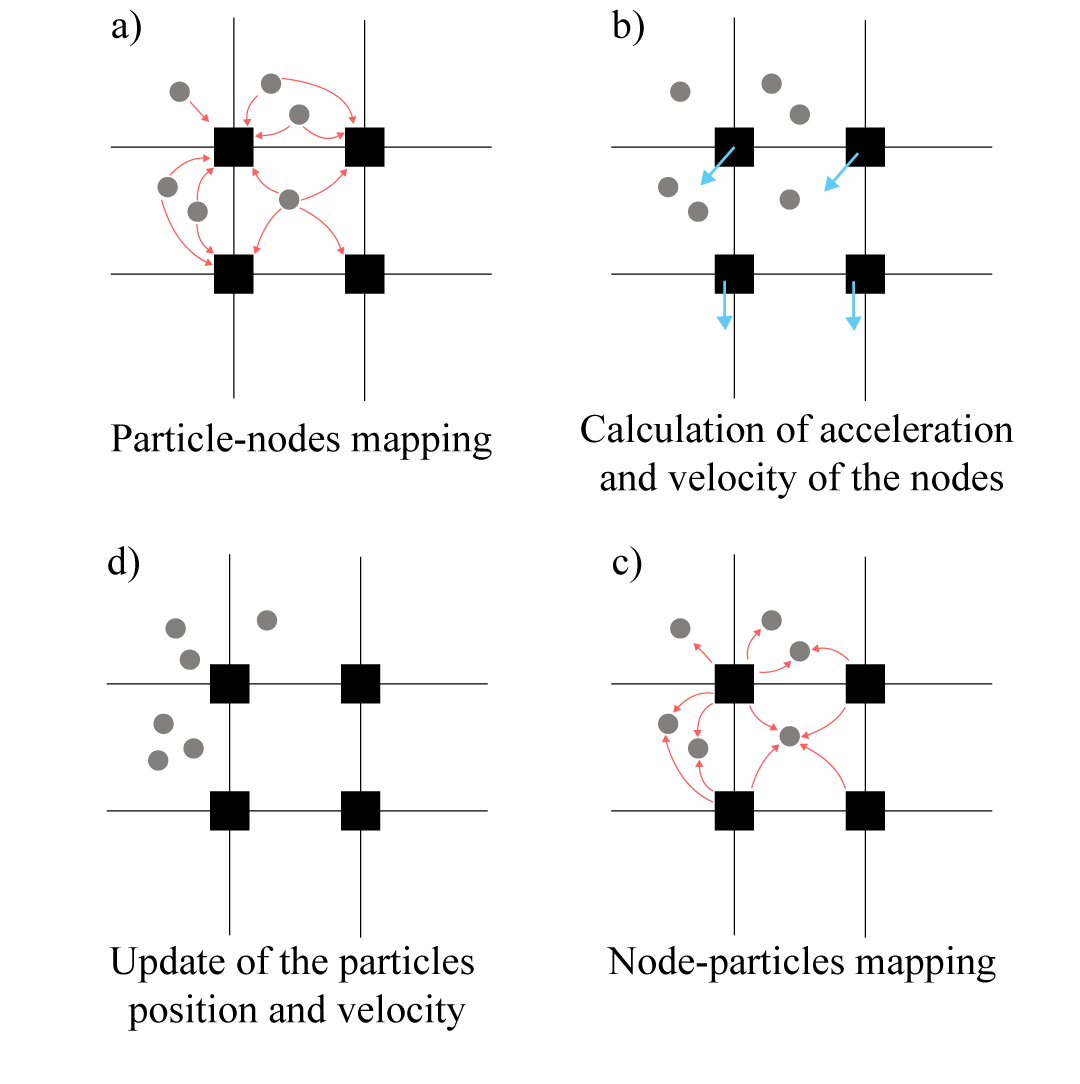 a)
Particle-nodes mapping
b)
Calculation of acceleration
and velocity of the nodes
d)
Update of the particles
position and velocity
c)
Node-particles mapping